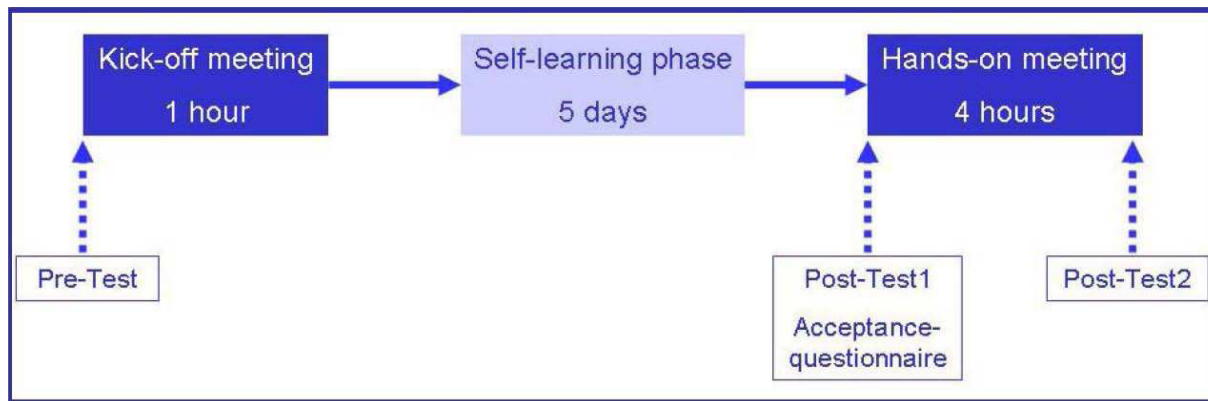 Kick-off meeting
1 hour
Self-learning phase
5 days
Hands-on meeting
4 hours
Pre-Test
Post-Test1
Acceptance-
questionnaire
Post-Test2